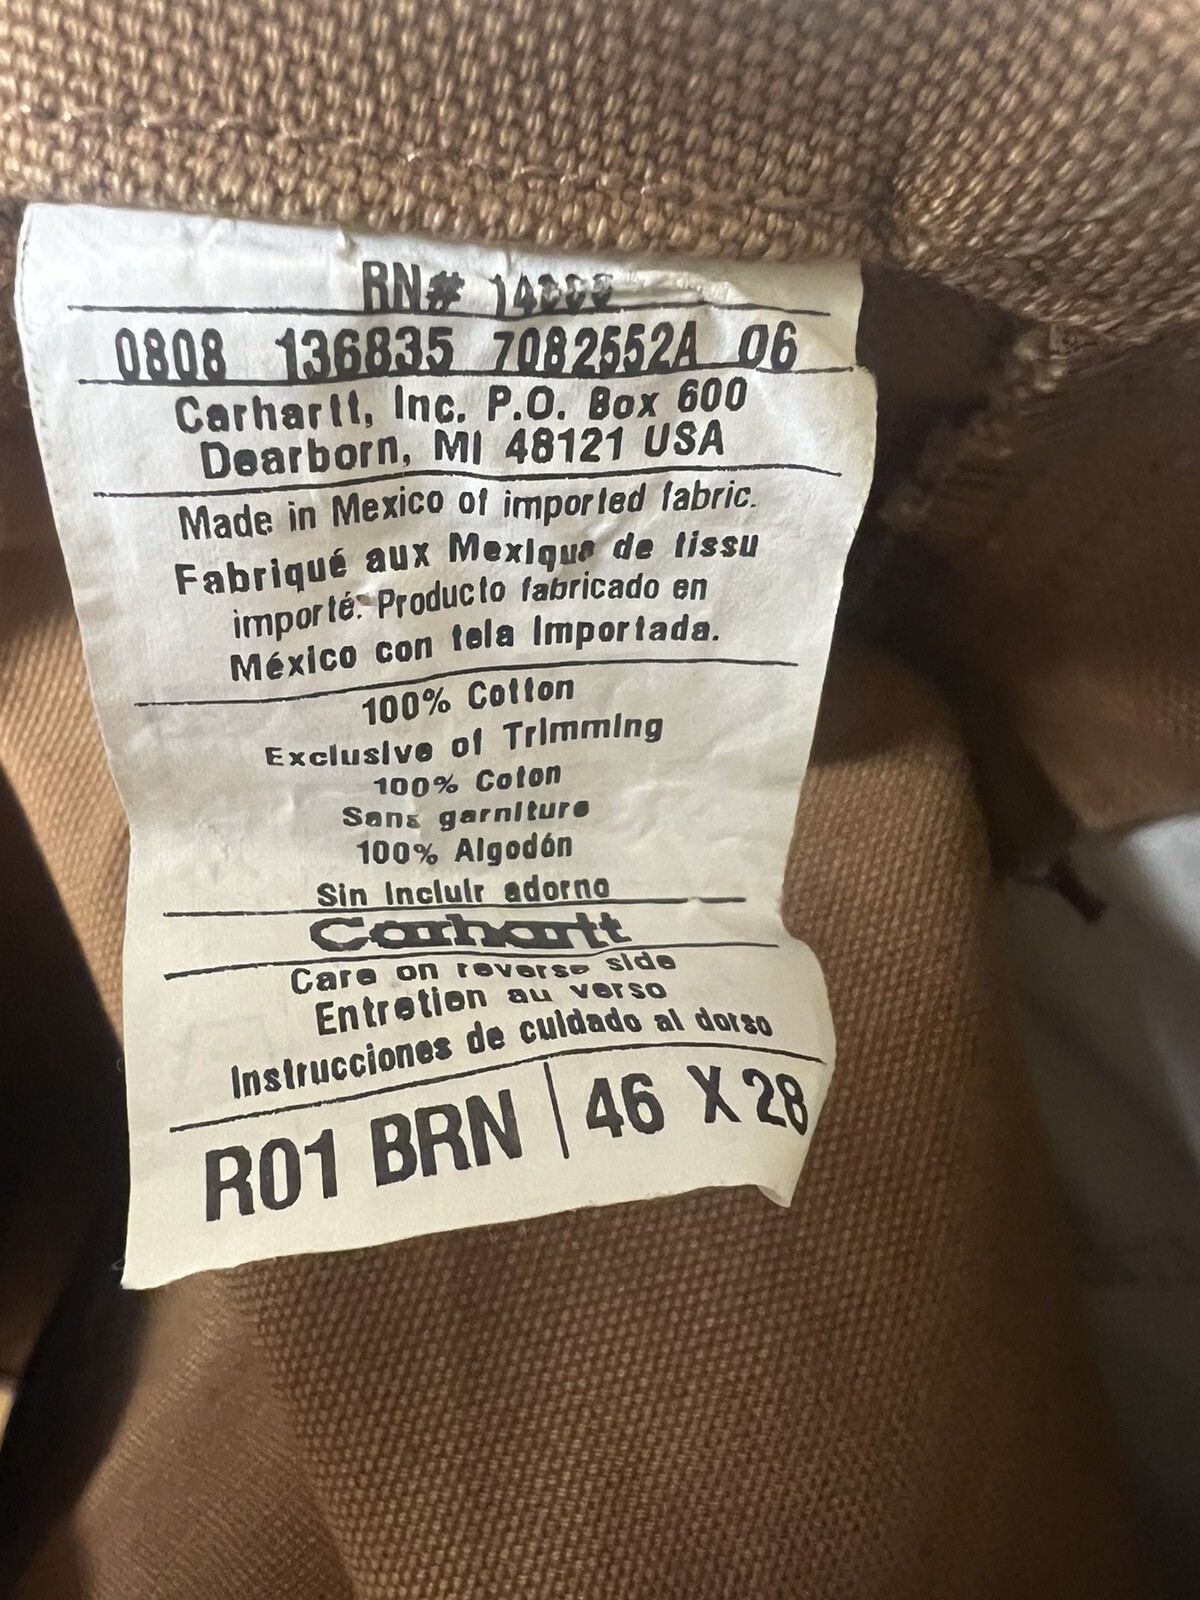 RN#
0808 136835 7082552A 06
Carhartt, Inc. P.O. Box 600
Dearborn, MI 48121 USA
Made in Mexico of imported fabric.
Fabriqué aux Mexique de tissu
importé. Producto fabricado en
México con tela Importada.
100% Cotton
Exclusive of Trimming
100% Coton
Sans garniture
100% Algodón
Sin Incluir adorno
Carhartt
Care on reverse side
Entretien au verso
Instrucciones de cuidado al dorso
R01 BRN | 46 X 28